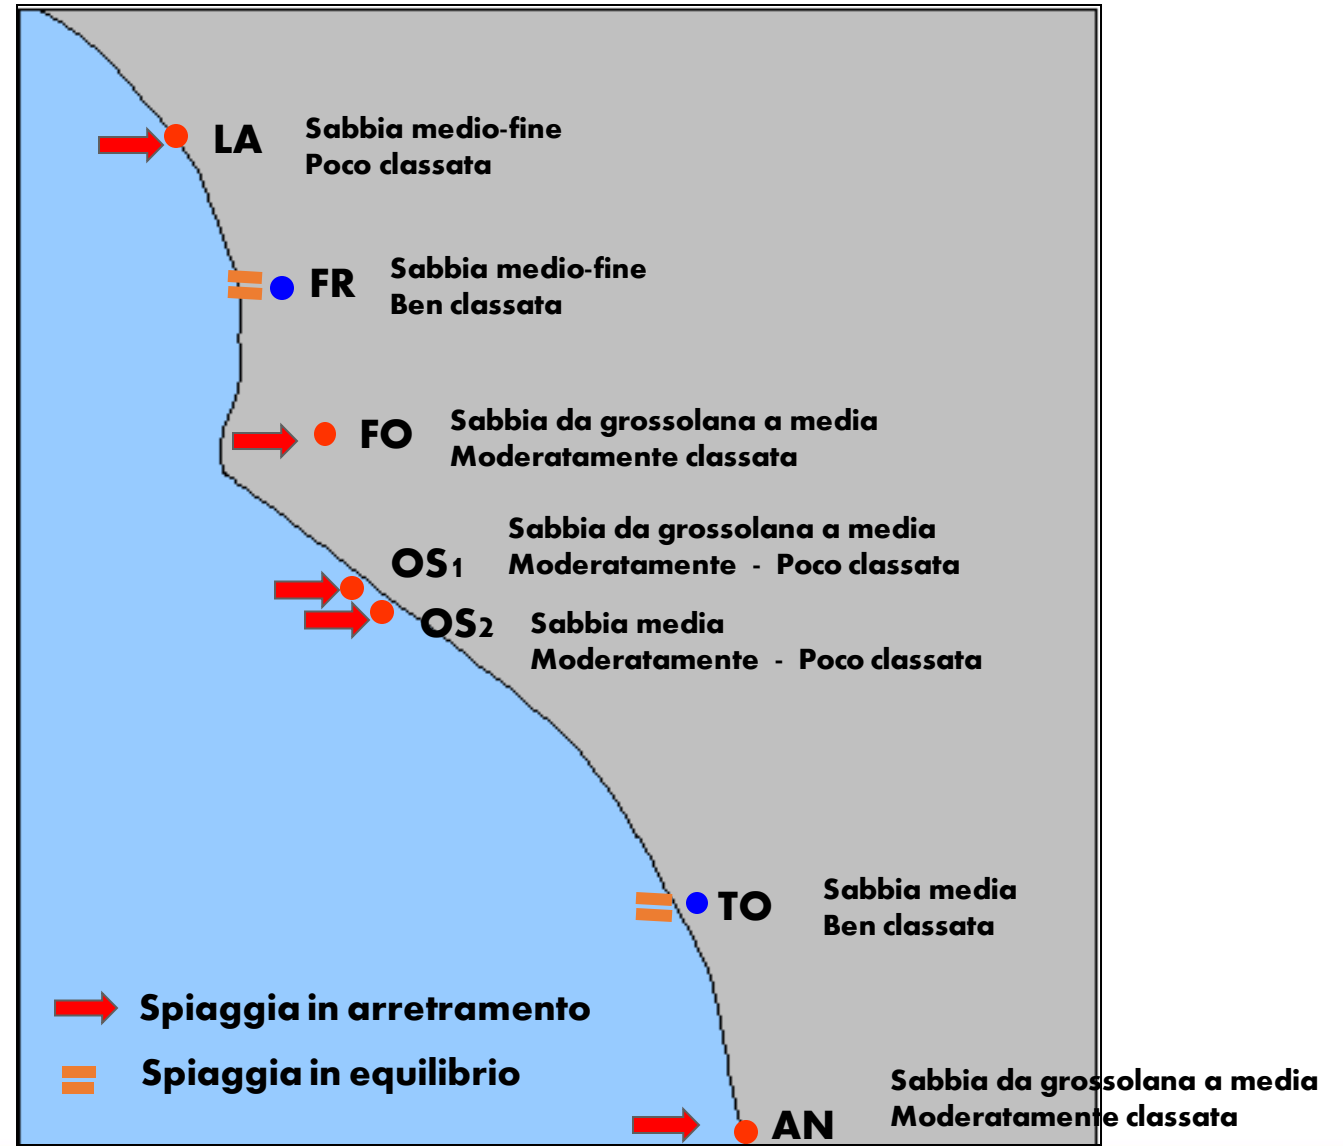 LA
Sabbia medio-fine
Poco classata
FR
Sabbia medio-fine
Ben classata
FO
Sabbia da grossolana a media
Moderatamente classata
OS1
Sabbia da grossolana a media
Moderatamente - Poco classata
OS2
Sabbia media
Moderatamente - Poco classata
TO
Sabbia media
Ben classata
Spiaggia in arretramento
Spiaggia in equilibrio
AN
Sabbia da grossolana a media
Moderatamente classata